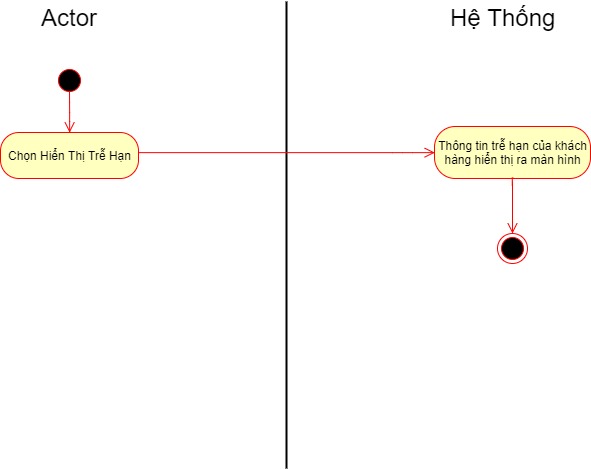 Actor
Hệ Thống
Chọn Hiển Thị Trễ Hạn
Thông tin trễ hạn của khách
hàng hiển thị ra màn hình